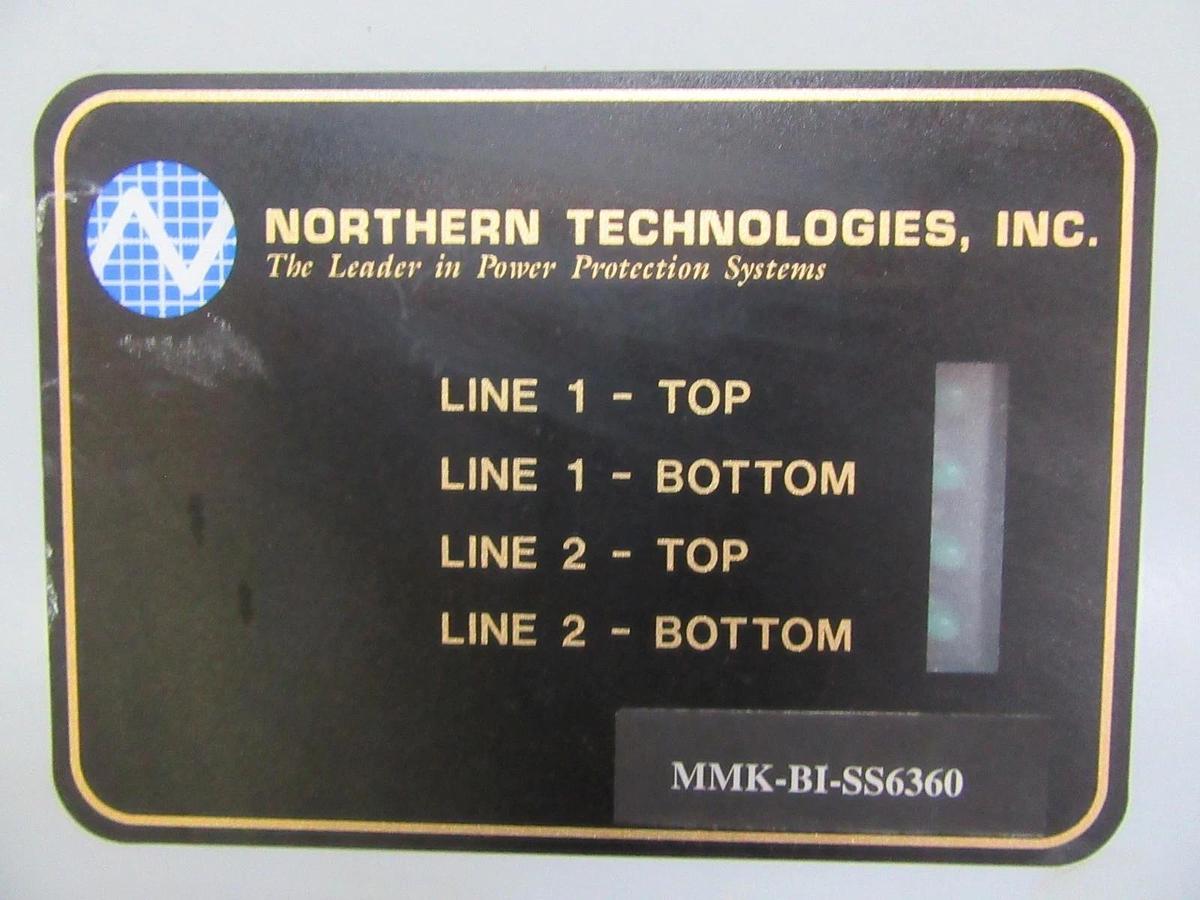 NORTHERN TECHNOLOGIES, INC.
The Leader in Power Protection Systems
LINE 1 - TOP
LINE 1 - BOTTOM
LINE 2 - TOP
LINE 2 - BOTTOM
MMK-BI-SS6360